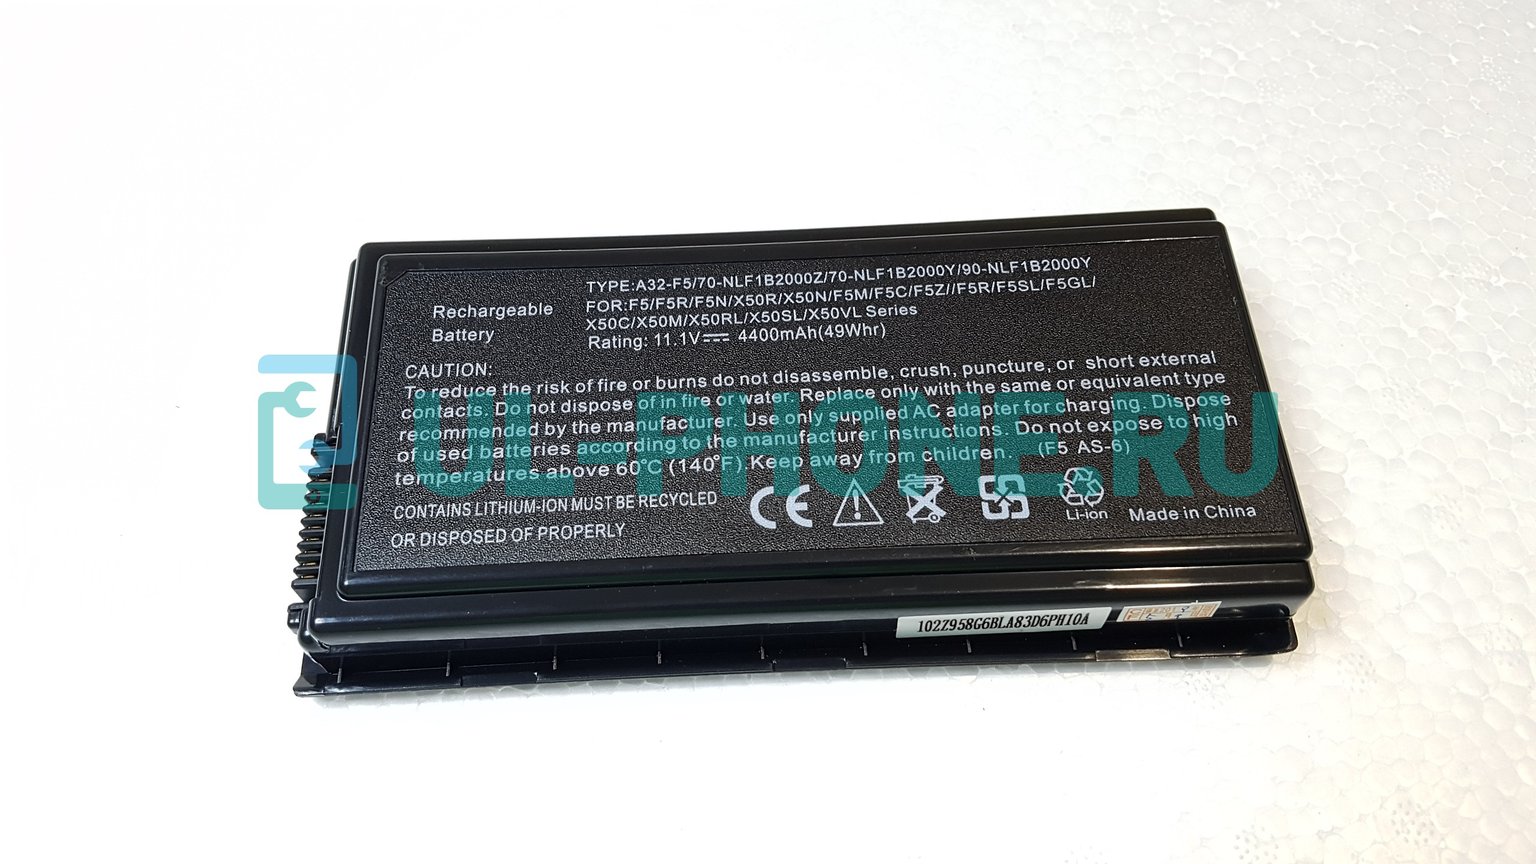 TYPE:A32-F5/70-NLF1B2000Z/70-NLF1B2000Y/90-NLF1B2000Y
Rechargeable
Battery
FOR:F5/F5R/F5N/X50R/X50N/F5M/F5C/F5Z//F5R/F5SL/F5GL/
X50C/X50M/X50RL/X50SL/X50VL Series
Rating: 11.1V 4400mAh(49Whr)
CAUTION:
To reduce the risk of fire or burns do not disassemble, crush, puncture, or short external
contacts. Do not dispose of in fire or water. Replace only with the same or equivalent type
recommended by the manufacturer. Use only supplied AC adapter for charging. Dispose
of used batteries according to the manufacturer instructions. Do not expose to high
temperatures above 60°C (140°F).Keep away from children. (F5 AS-6)
CONTAINS LITHIUM-ION MUST BE RECYCLED
OR DISPOSED OF PROPERLY
CE
Li-ion
Made in China
102Z958G6BLA83D6PH10A
UL-PHONE.RU